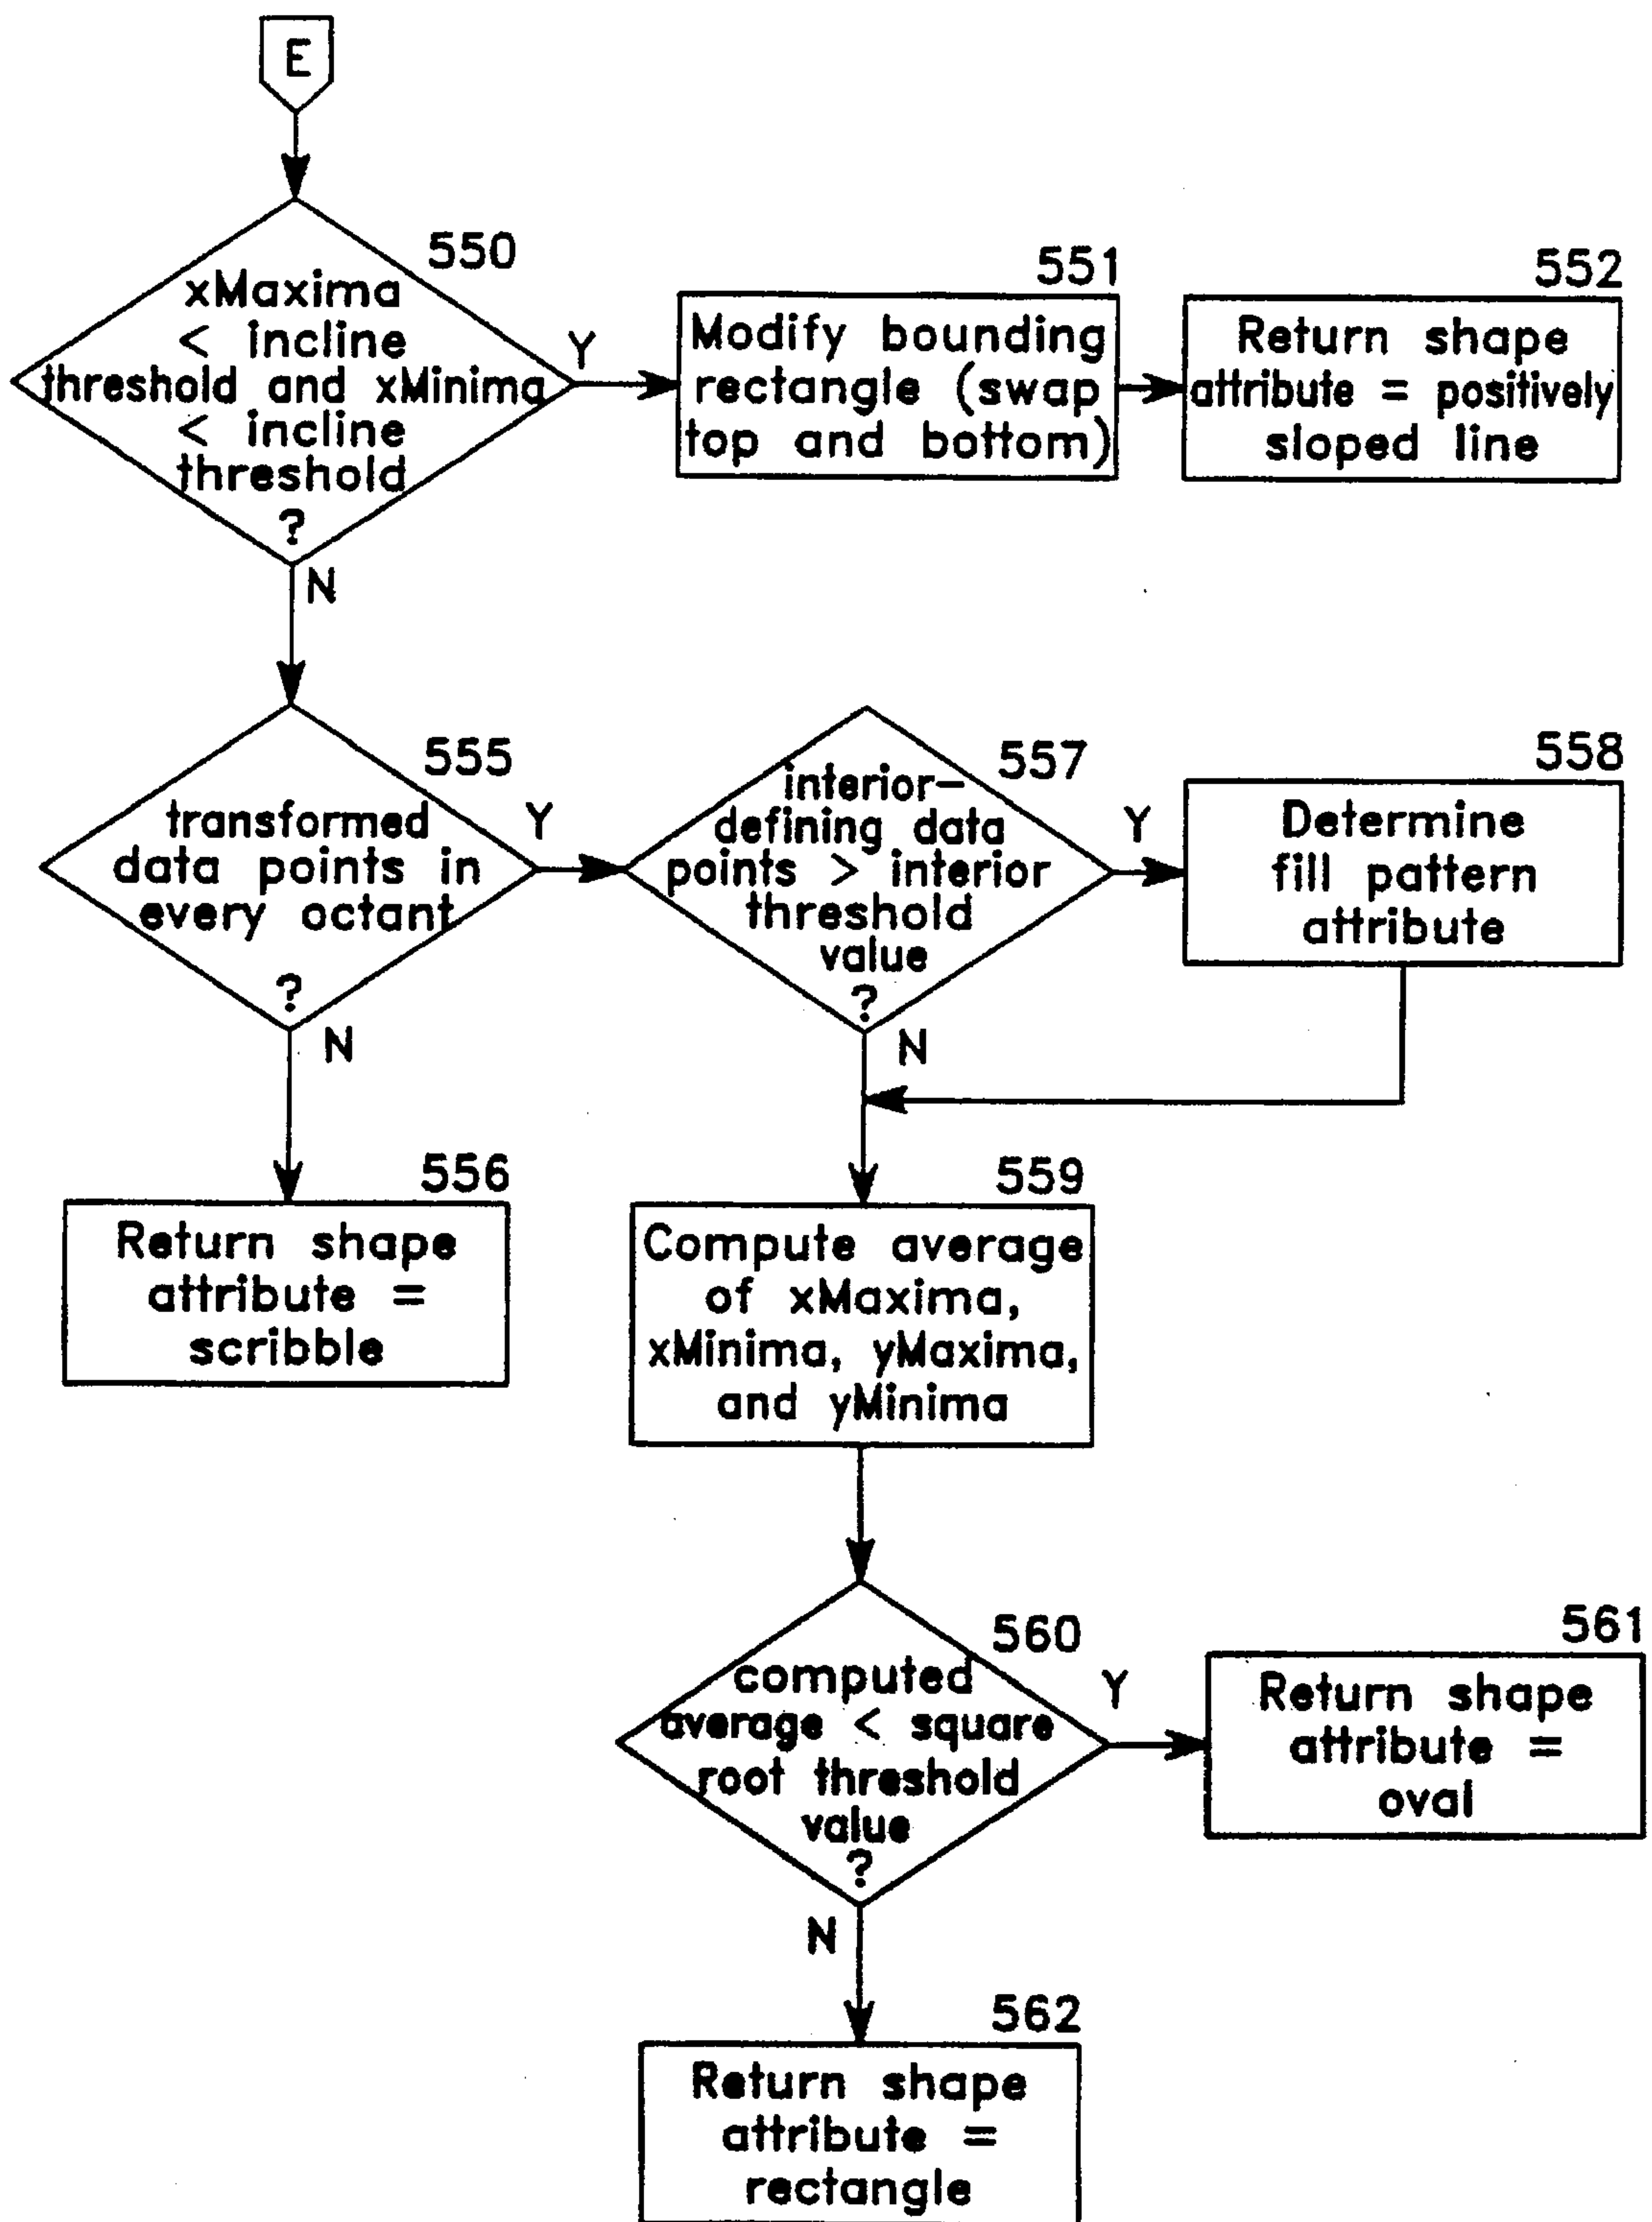 E
550
xMaxima
< incline
threshold and xMinima
< incline
threshold
?
Y
N
551
Modify bounding
rectangle (swap
top and bottom)
552
Return shape
attribute = positively
sloped line
555
transformed
data points in
every octant
?
Y
N
557
interior-
defining data
points > interior
threshold
value
?
Y
N
558
Determine
fill pattern
attribute
556
Return shape
attribute =
scribble
559
Compute average
of xMaxima,
xMinima, yMaxima,
and yMinima
560
computed
average < square
root threshold
value
?
Y
N
561
Return shape
attribute =
oval
562
Return shape
attribute =
rectangle